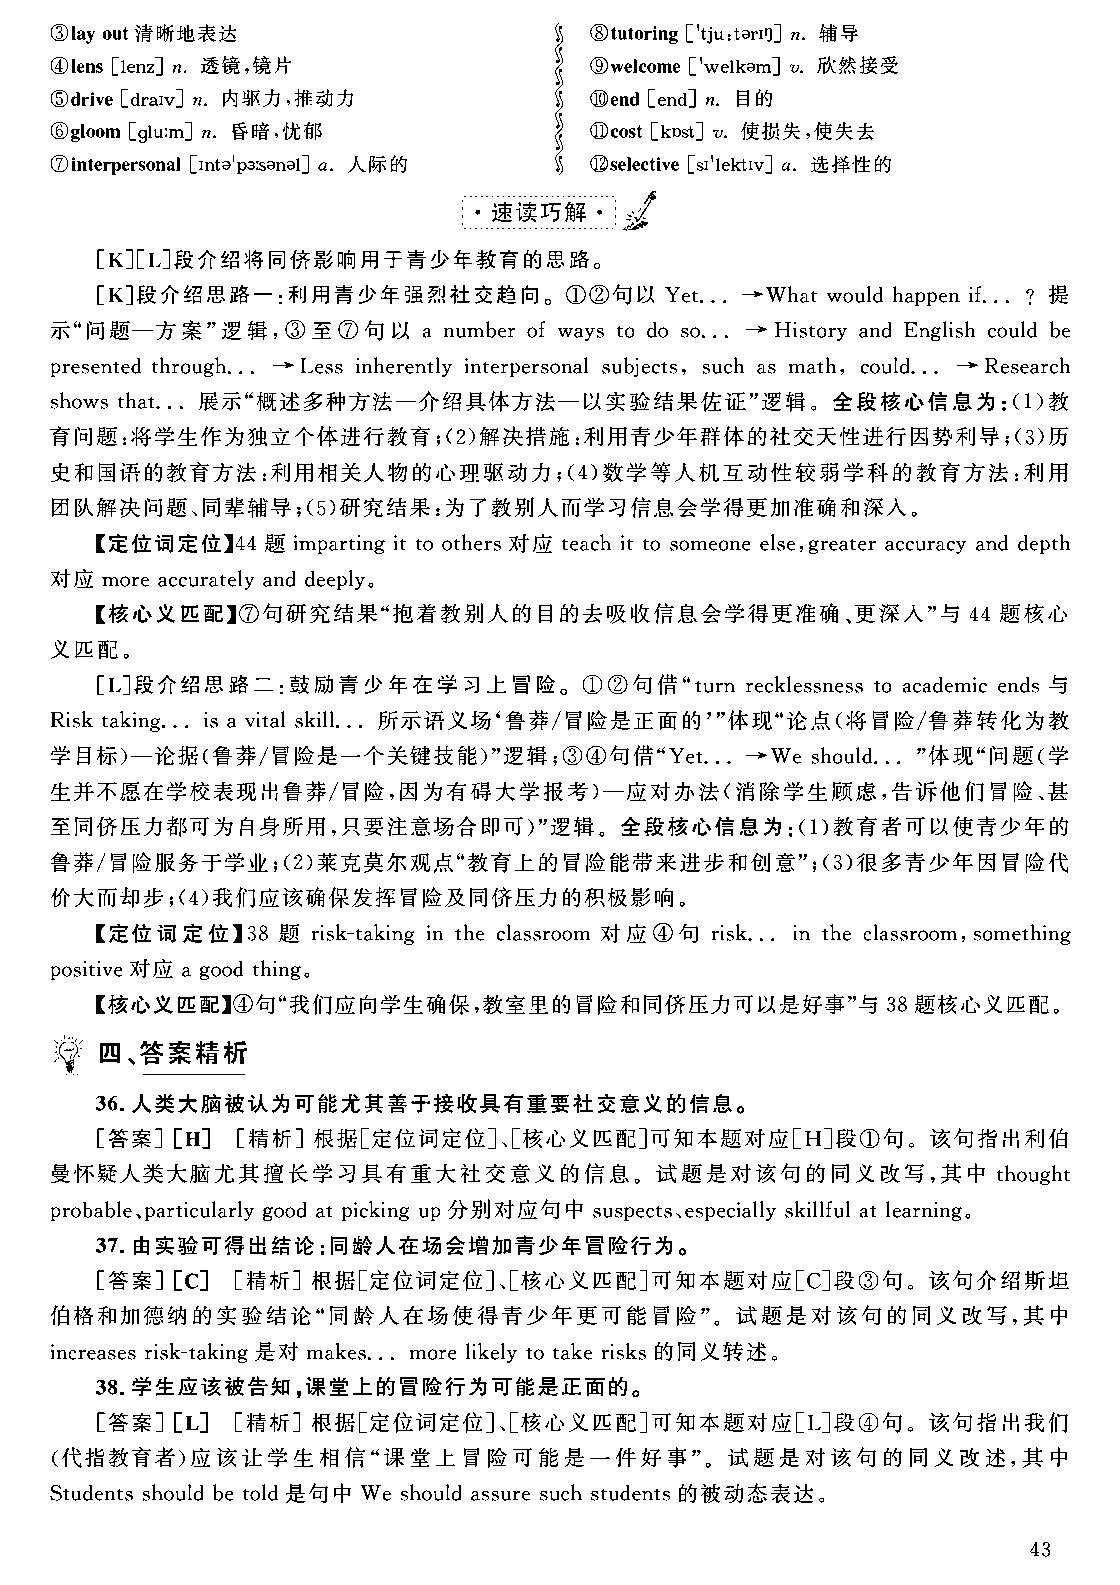 ③lay out 清晰地表达
④lens [lenz] n. 透镜,镜片
⑤drive [draɪv] n. 内驱力,推动力
⑥gloom [gluːm] n. 昏暗,忧郁
⑦interpersonal [ɪntə'pɜːsənəl] a. 人际的
⑧tutoring ['tjuːtərɪŋ] n. 辅导
⑨welcome ['welkəm] v. 欣然接受
⑩end [end] n. 目的
⑪cost [kɒst] v. 使损失,使失去
⑫selective [sɪ'lektɪv] a. 选择性的
·速读巧解·
[K][L]段介绍将同侪影响用于青少年教育的思路。
[K]段介绍思路一:利用青少年强烈社交趋向。①②句以 Yet... →What would happen if... ? 提
示“问题—方案”逻辑,③至⑦句以 a number of ways to do so... →History and English could be
presented through... →Less inherently interpersonal subjects, such as math, could... →Research
shows that... 展示“概述多种方法—介绍具体方法—以实验结果佐证”逻辑。全段核心信息为:(1)教
育问题:将学生作为独立个体进行教育;(2)解决措施:利用青少年群体的社交天性进行因势利导;(3)历
史和国语的教育方法:利用相关人物的心理驱动力;(4)数学等人机互动性较弱学科的教育方法:利用
团队解决问题、同辈辅导;(5)研究结果:为了教别人而学习信息会学得更加准确和深入。
【定位词定位】44 题 imparting it to others 对应 teach it to someone else,greater accuracy and depth
对应 more accurately and deeply。
【核心义匹配】⑦句研究结果“抱着教别人的目的去吸收信息会学得更准确、更深入”与 44 题核心
义匹配。
[L]段介绍思路二:鼓励青少年在学习上冒险。①②句借“turn recklessness to academic ends 与
Risk taking... is a vital skill... 所示语义场‘鲁莽/冒险是正面的’”体现“论点(将冒险/鲁莽转化为教
学目标)—论据(鲁莽/冒险是一个关键技能)”逻辑;③④句借“Yet... →We should... ”体现“问题(学
生并不愿在学校表现出鲁莽/冒险,因为有碍大学报考)—应对办法(消除学生顾虑,告诉他们冒险、甚
至同侪压力都可为自身所用,只要注意场合即可)”逻辑。全段核心信息为:(1)教育者可以使青少年的
鲁莽/冒险服务于学业;(2)莱克莫尔观点“教育上的冒险能带来进步和创意”;(3)很多青少年因冒险代
价大而却步;(4)我们应该确保发挥冒险及同侪压力的积极影响。
【定位词定位】38 题 risk-taking in the classroom 对应④句 risk... in the classroom,something
positive 对应 a good thing。
【核心义匹配】④句“我们应向学生确保,教室里的冒险和同侪压力可以是好事”与 38 题核心义匹配。
四、答案精析
36. 人类大脑被认为可能尤其善于接收具有重要社交意义的信息。
[答案][H] [精析]根据[定位词定位]、[核心义匹配]可知本题对应[H]段①句。该句指出利伯
曼怀疑人类大脑尤其擅长学习具有重大社交意义的信息。试题是对该句的同义改写,其中 thought
probable、particularly good at picking up 分别对应句中 suspects、especially skillful at learning。
37. 由实验可得出结论:同龄人在场会增加青少年冒险行为。
[答案][C] [精析]根据[定位词定位]、[核心义匹配]可知本题对应[C]段③句。该句介绍斯坦
伯格和加德纳的实验结论“同龄人在场使得青少年更可能冒险”。试题是对该句的同义改写,其中
increases risk-taking 是对 makes... more likely to take risks 的同义转述。
38. 学生应该被告知,课堂上的冒险行为可能是正面的。
[答案][L] [精析]根据[定位词定位]、[核心义匹配]可知本题对应[L]段④句。该句指出我们
(代指教育者)应该让学生相信“课堂上冒险可能是一件好事”。试题是对该句的同义改述,其中
Students should be told 是句中 We should assure such students 的被动态表达。
43